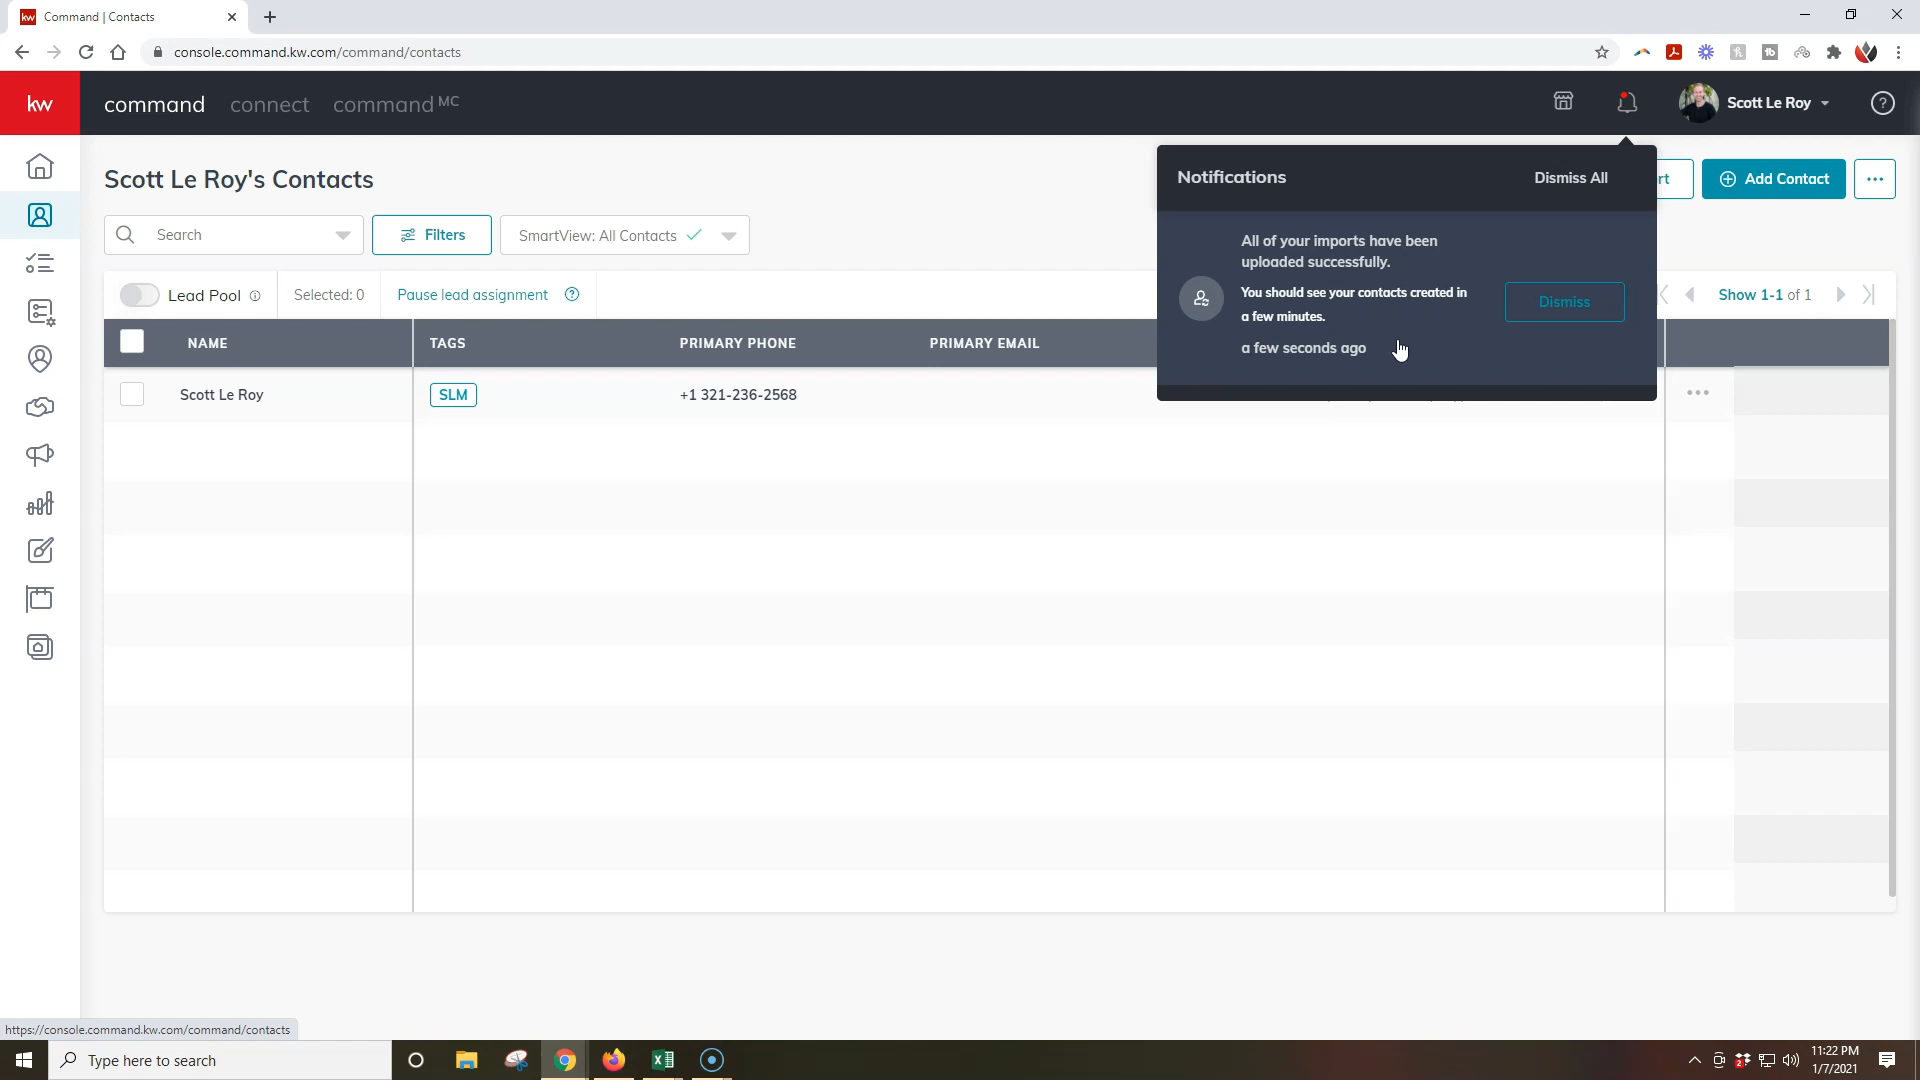 kw Command | Contacts
console.command.kw.com/command/contacts
kw command connect command MC
Scott Le Roy
Scott Le Roy's Contacts
Notifications
Dismiss All
rt
Add Contact
All of your imports have been
uploaded successfully.
You should see your contacts created in
a few minutes.
a few seconds ago
Dismiss
Search
Filters
SmartView: All Contacts
Lead Pool
Selected: 0
Pause lead assignment
Show 1-1 of 1
NAME TAGS PRIMARY PHONE PRIMARY EMAIL
Scott Le Roy SLM +1 321-236-2568
https://console.command.kw.com/command/contacts
Type here to search
11:22 PM
1/7/2021